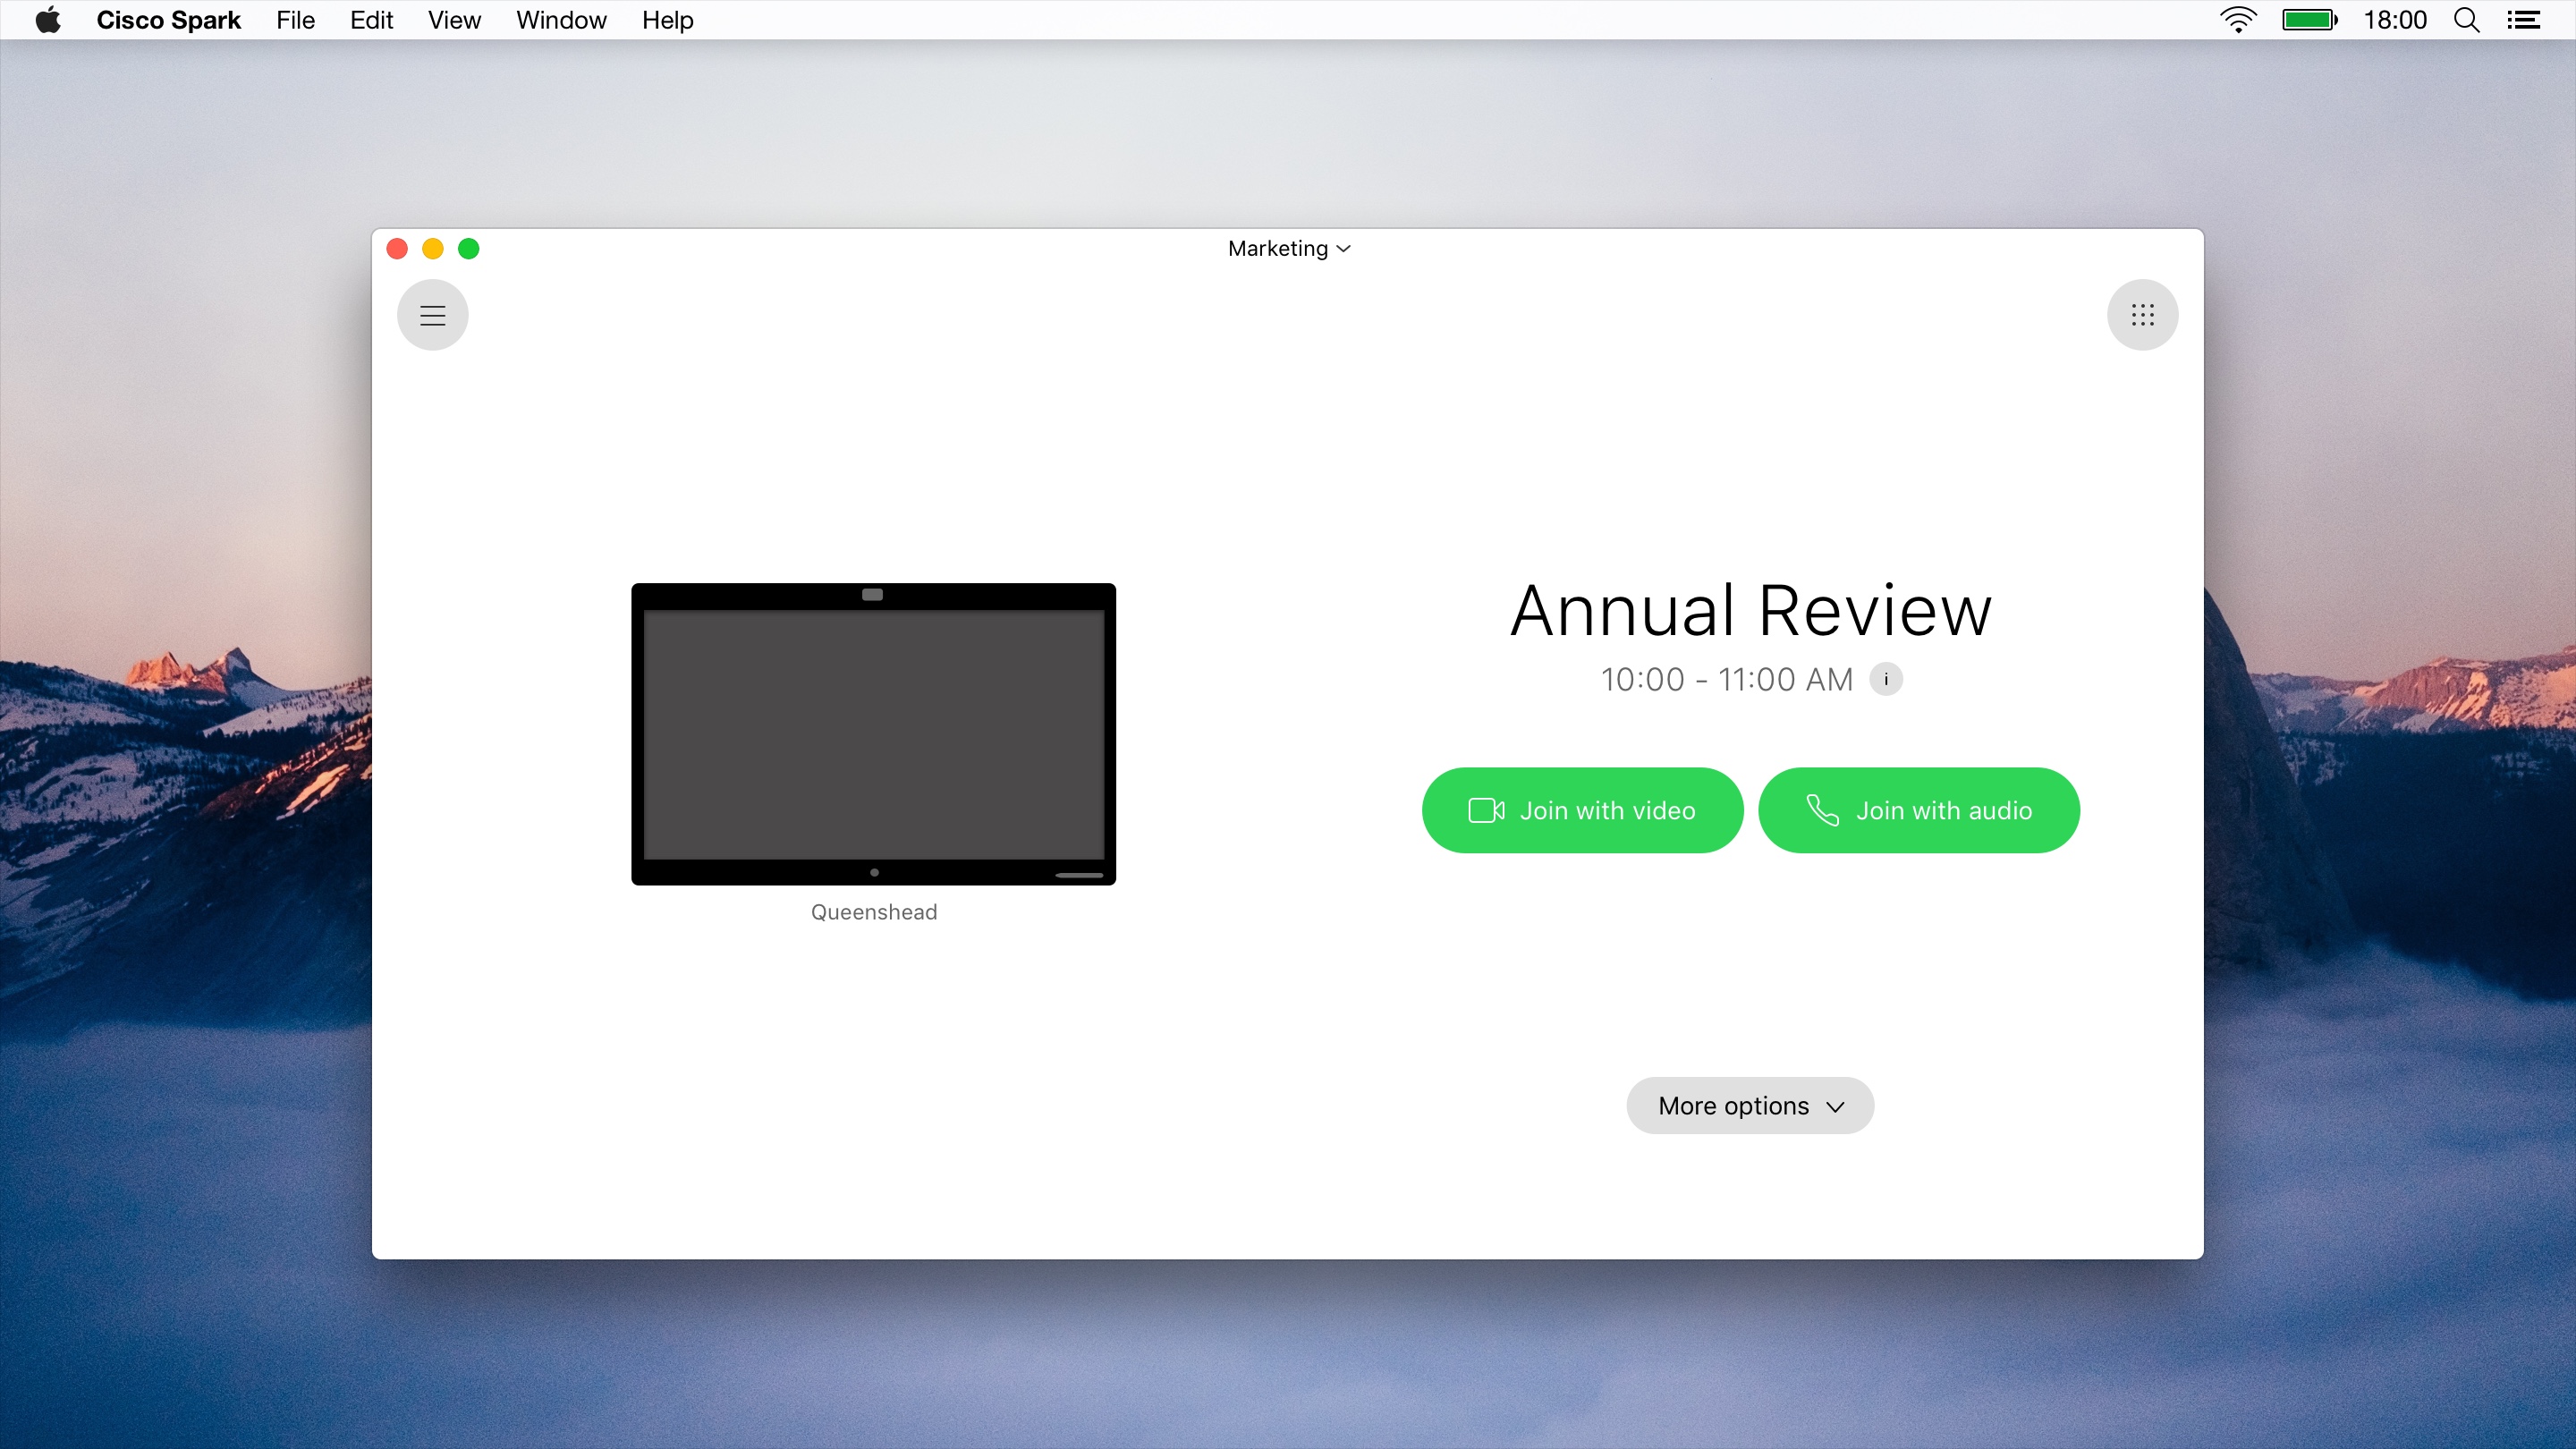 Cisco Spark File Edit View Window Help 18:00
Marketing
Annual Review
10:00 - 11:00 AM i
Join with video Join with audio
Queenshead
More options